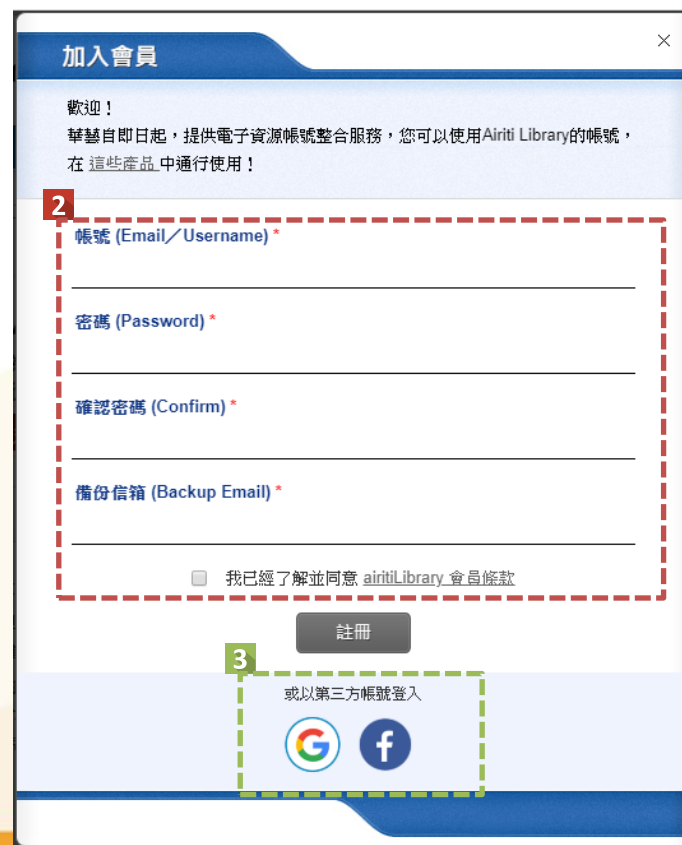 加入會員
×
歡迎！
華藝自即日起，提供電子資源帳號整合服務，您可以使用Airiti Library的帳號，
在 這些產品 中通行使用！
2
帳號 (Email／Username) *
密碼 (Password) *
確認密碼 (Confirm) *
備份信箱 (Backup Email) *
我已經了解並同意 airitiLibrary 會員條款
註冊
3
或以第三方帳號登入
G f